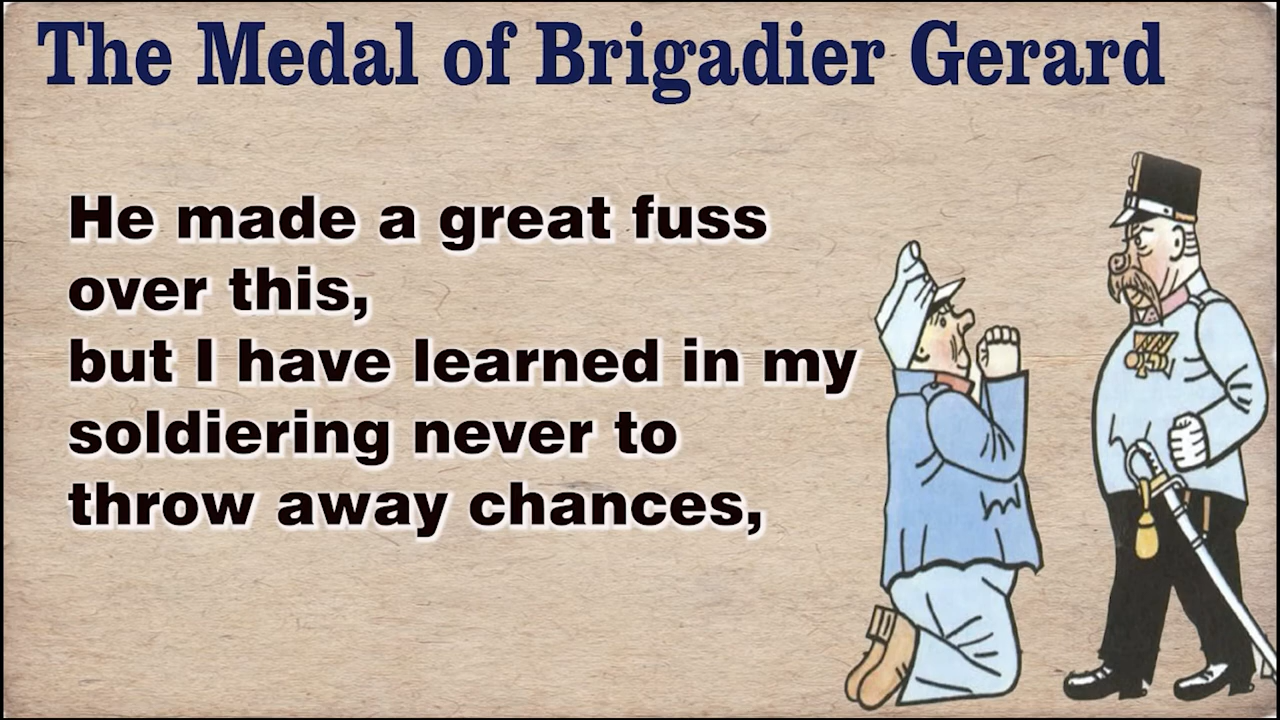 The Medal of Brigadier Gerard
He made a great fuss
over this,
but I have learned in my
soldiering never to
throw away chances,